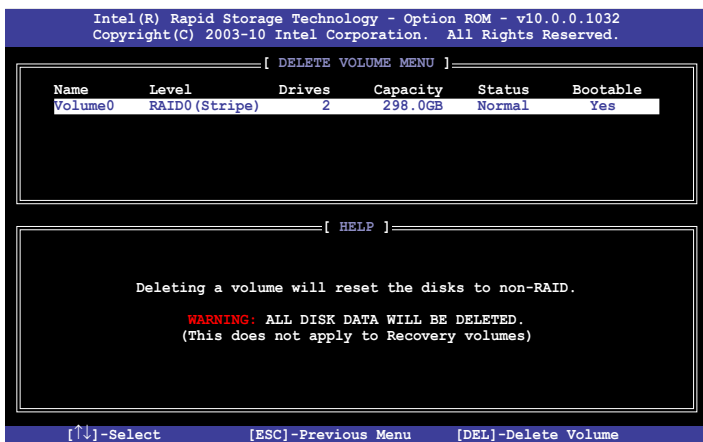 Intel(R) Rapid Storage Technology - Option ROM - v10.0.0.1032
Copyright(C) 2003-10 Intel Corporation. All Rights Reserved.
[ DELETE VOLUME MENU ]
Name Level Drives Capacity Status Bootable
Volume0 RAID0(Stripe) 2 298.0GB Normal Yes
[ HELP ]
Deleting a volume will reset the disks to non-RAID.
WARNING: ALL DISK DATA WILL BE DELETED.
(This does not apply to Recovery volumes)
[↑↓]-Select [ESC]-Previous Menu [DEL]-Delete Volume